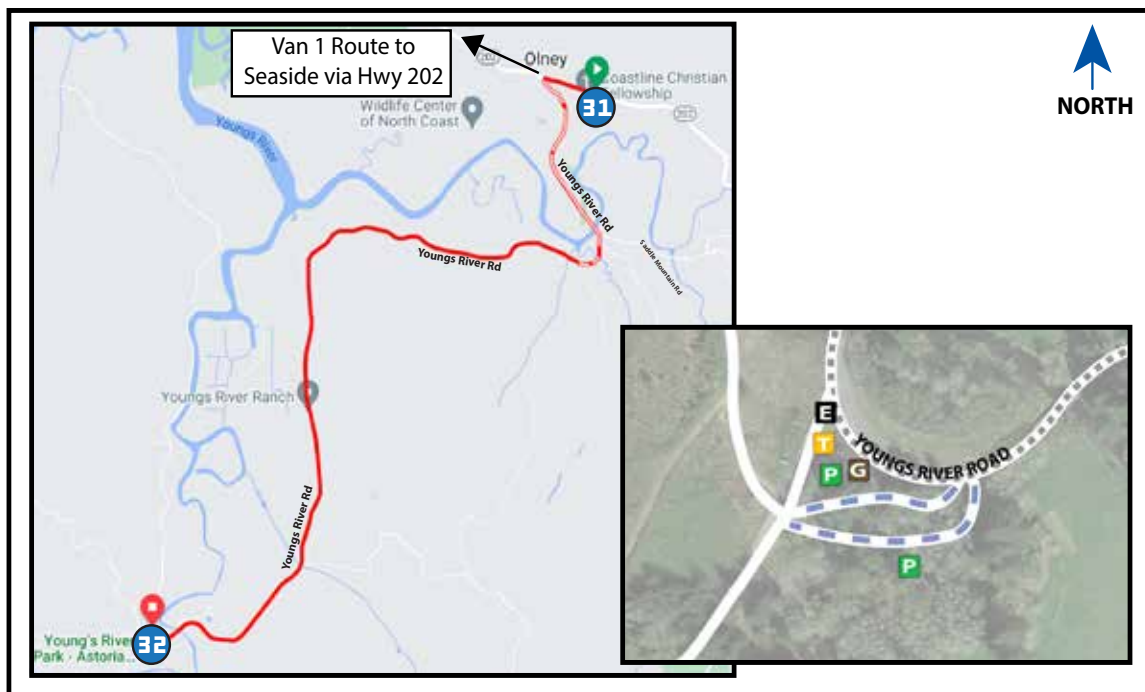 Van 1 Route to
Seaside via Hwy 202
202
Olney
Coastline Christian
Fellowship
31
202
NORTH
Wildlife Center
of North Coast
Youngs River
Youngs River Rd
Saddle Mountain Rd
Youngs River Rd
Youngs River Ranch
Youngs River Rd
Young's River
Park - Astoria...
32
E
T
P
G
YOUNGS RIVER ROAD
P